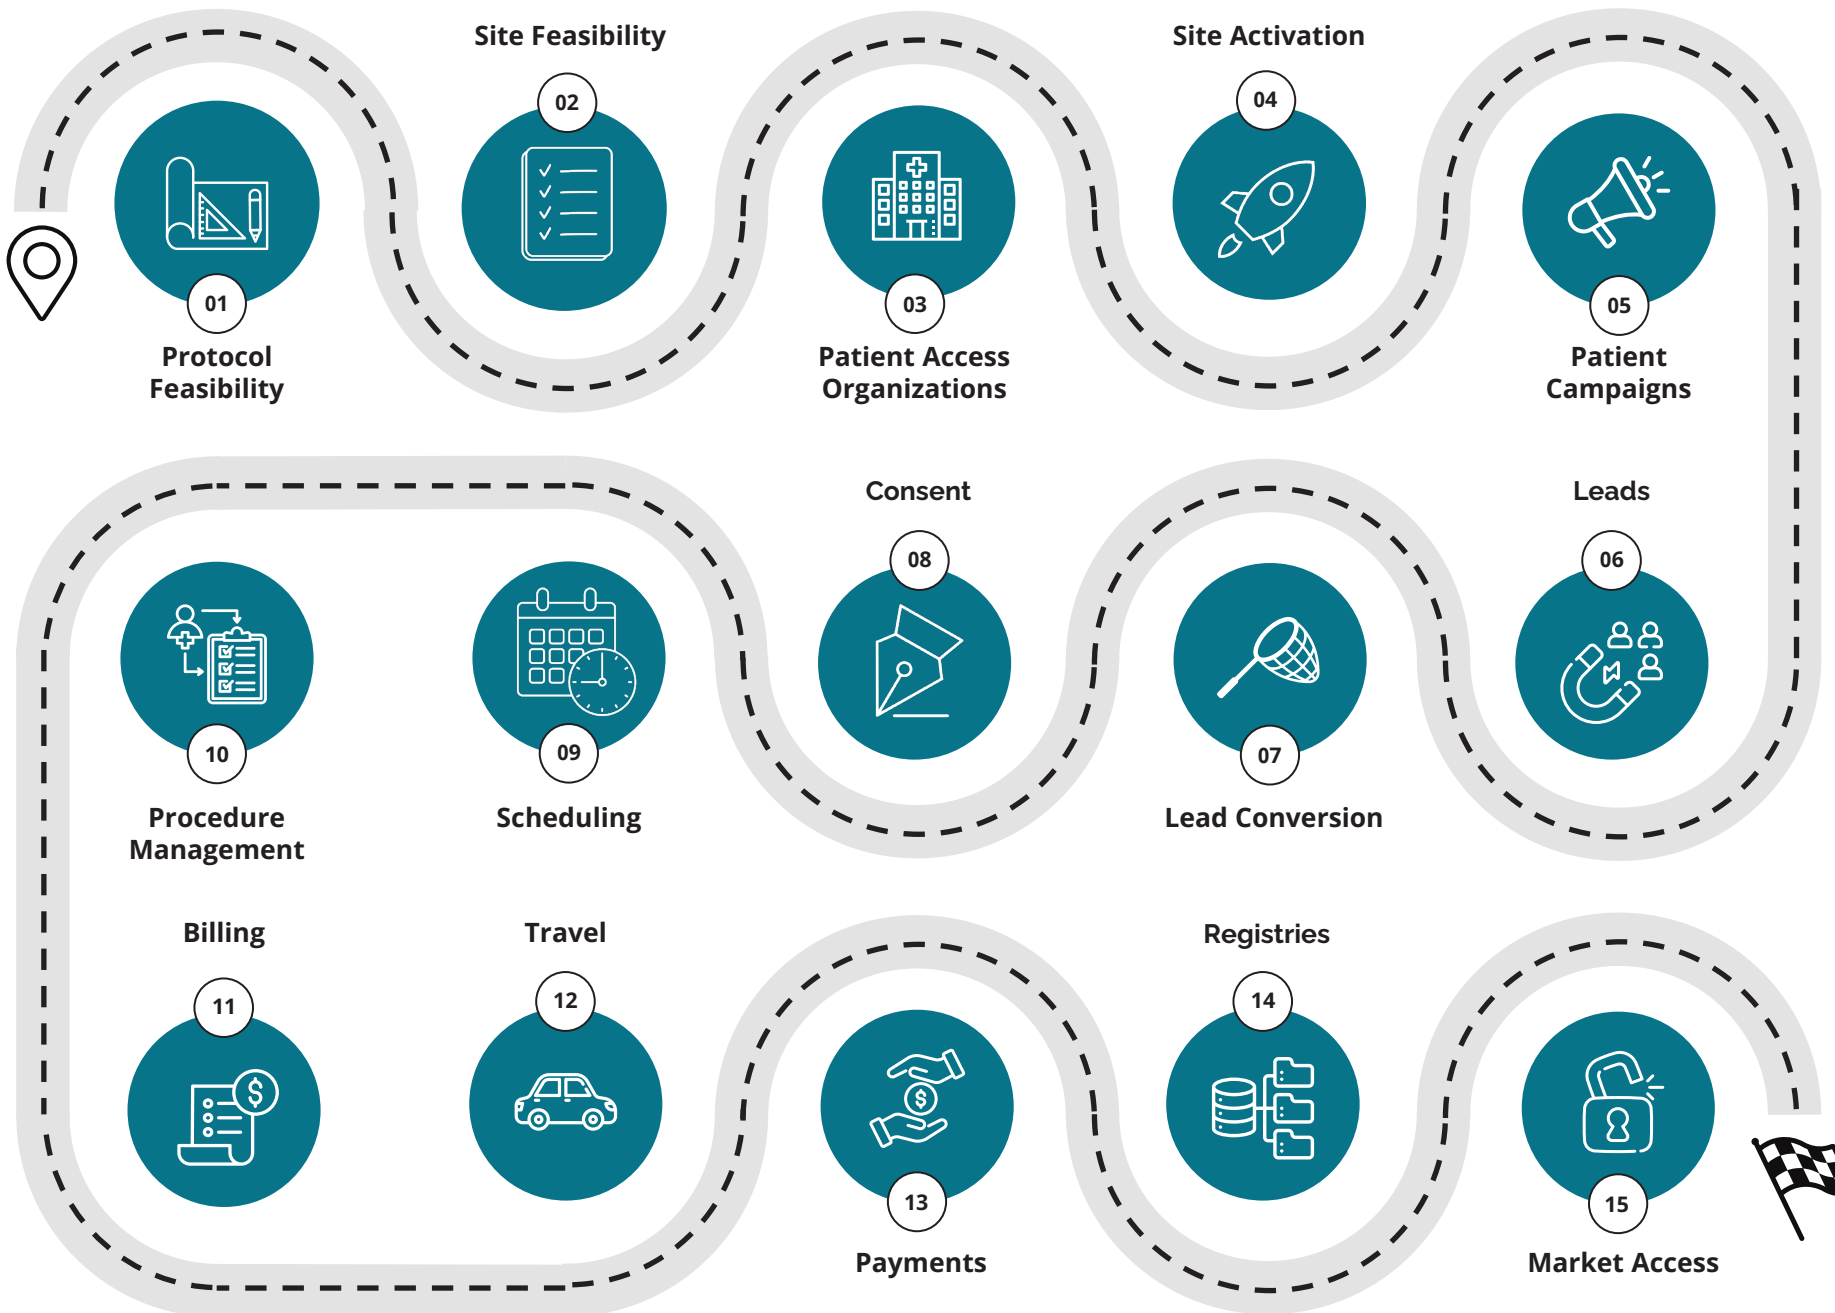 01
Protocol
Feasibility
Site Feasibility
02
03
Patient Access
Organizations
Site Activation
04
05
Patient
Campaigns
Leads
06
07
Lead Conversion
Consent
08
09
Scheduling
10
Procedure
Management
Billing
11
$
Travel
12
$
13
Payments
Registries
14
15
Market Access